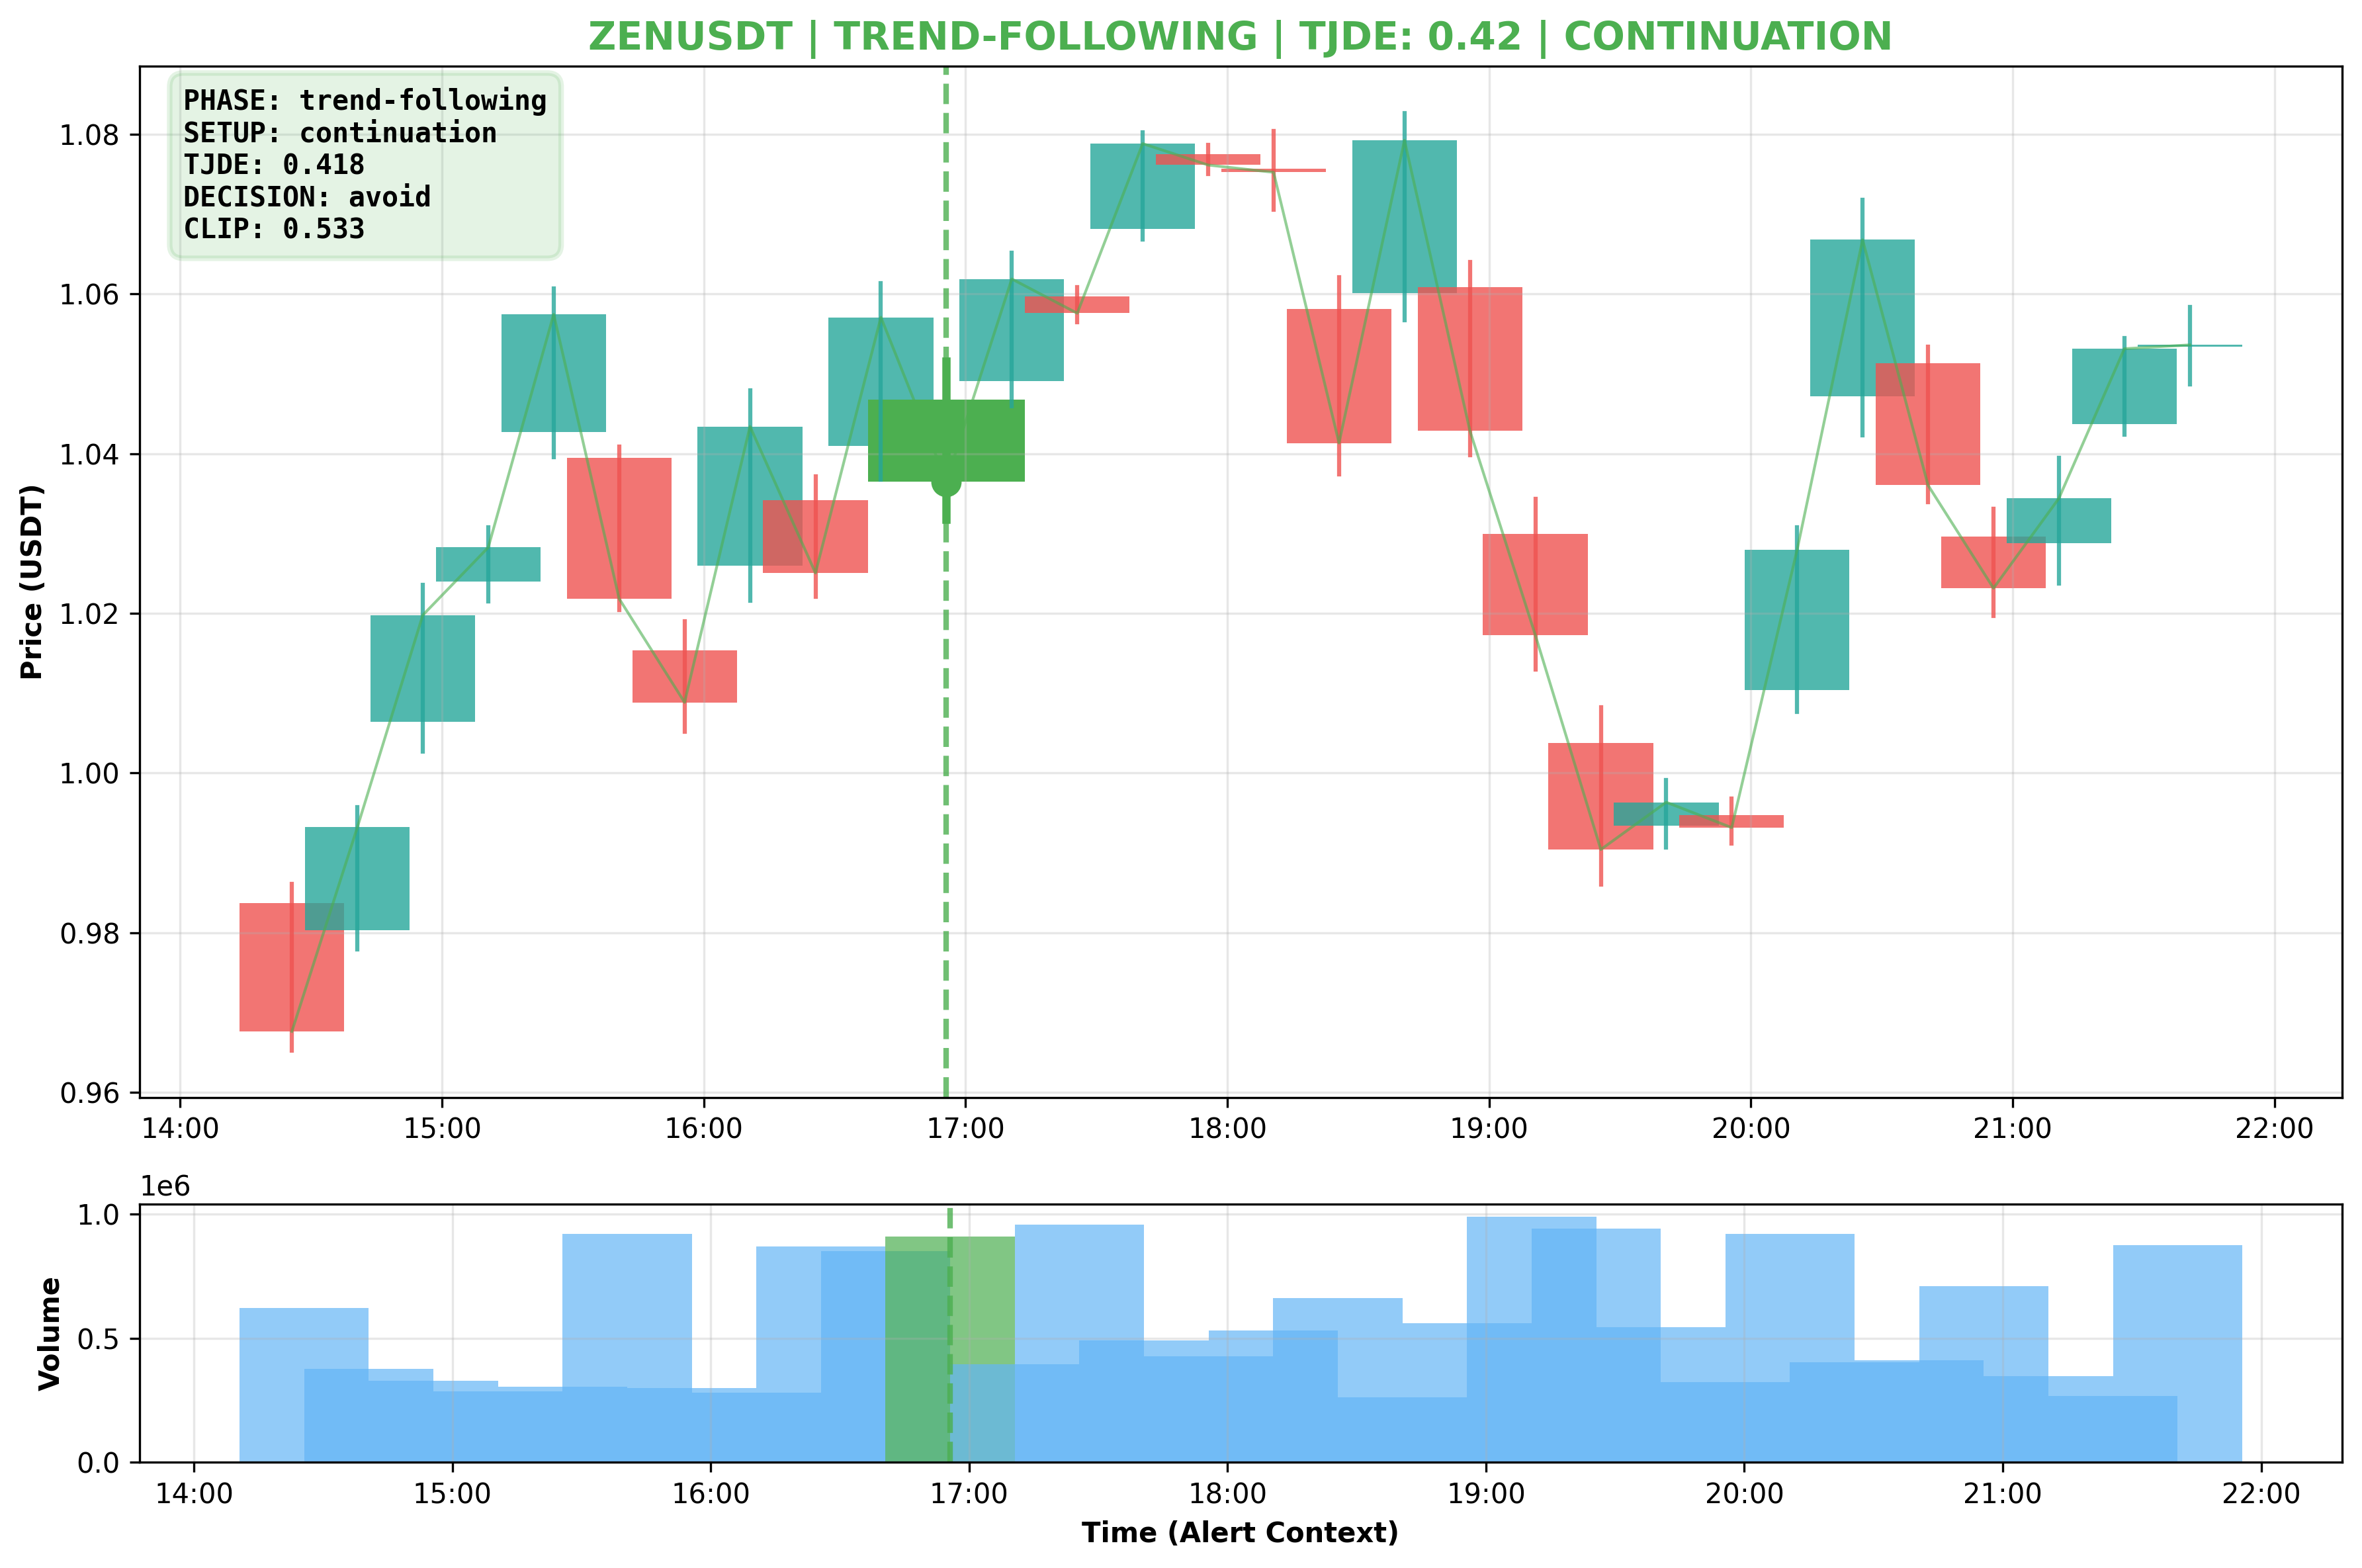 ZENUSDT | TREND-FOLLOWING | TJDE: 0.42 | CONTINUATION
PHASE: trend-following
SETUP: continuation
TJDE: 0.418
DECISION: avoid
CLIP: 0.533
Price (USDT)
1.08
1.06
1.04
1.02
1.00
0.98
0.96
14:00 15:00 16:00 17:00 18:00 19:00 20:00 21:00 22:00
1e6
Volume
1.0
0.5
0.0
14:00 15:00 16:00 17:00 18:00 19:00 20:00 21:00 22:00
Time (Alert Context)